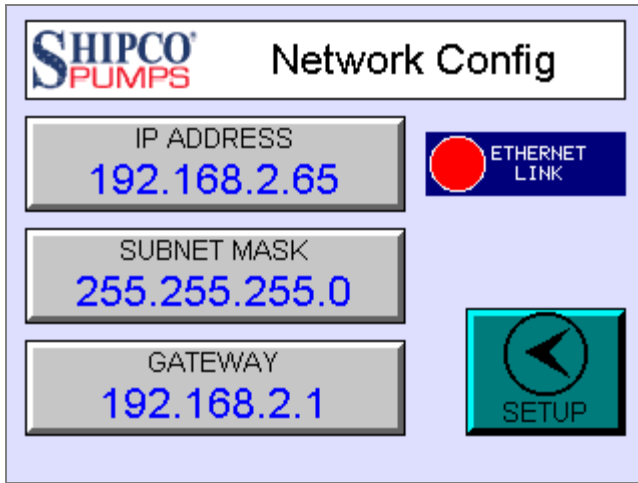 SHIPCO®
PUMPS
Network Config
IP ADDRESS
192.168.2.65
ETHERNET
LINK
SUBNET MASK
255.255.255.0
GATEWAY
192.168.2.1
SETUP